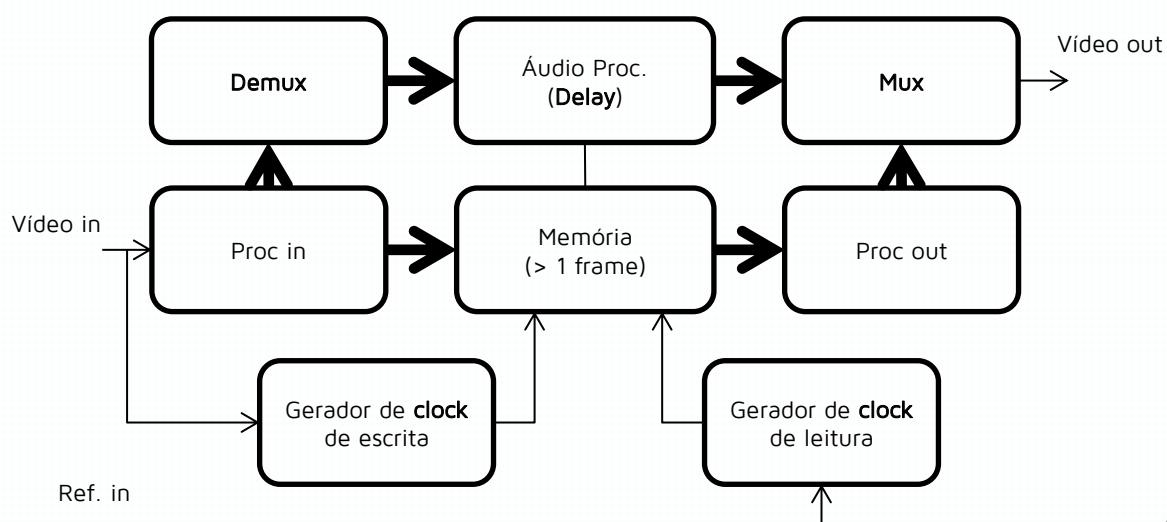 Demux
Áudio Proc.
(Delay)
Mux
Vídeo out
Vídeo in
Proc in
Memória
(> 1 frame)
Proc out
Gerador de clock
de escrita
Gerador de clock
de leitura
Ref. in